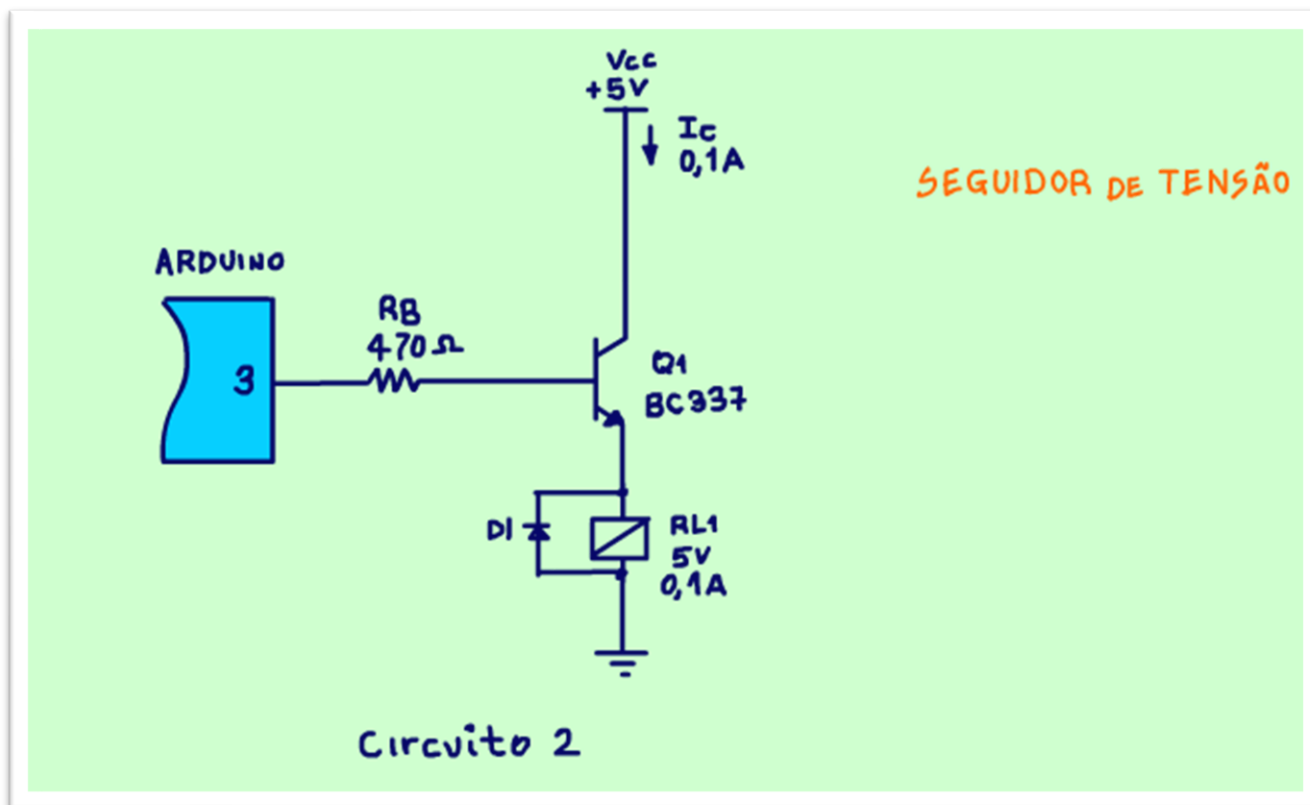 Vcc
+5V
Ic
0,1A
SEGUIDOR DE TENSÃO
ARDUINO
RB
470Ω
3
Q1
BC337
D1
RL1
5V
0,1A
Circuito 2